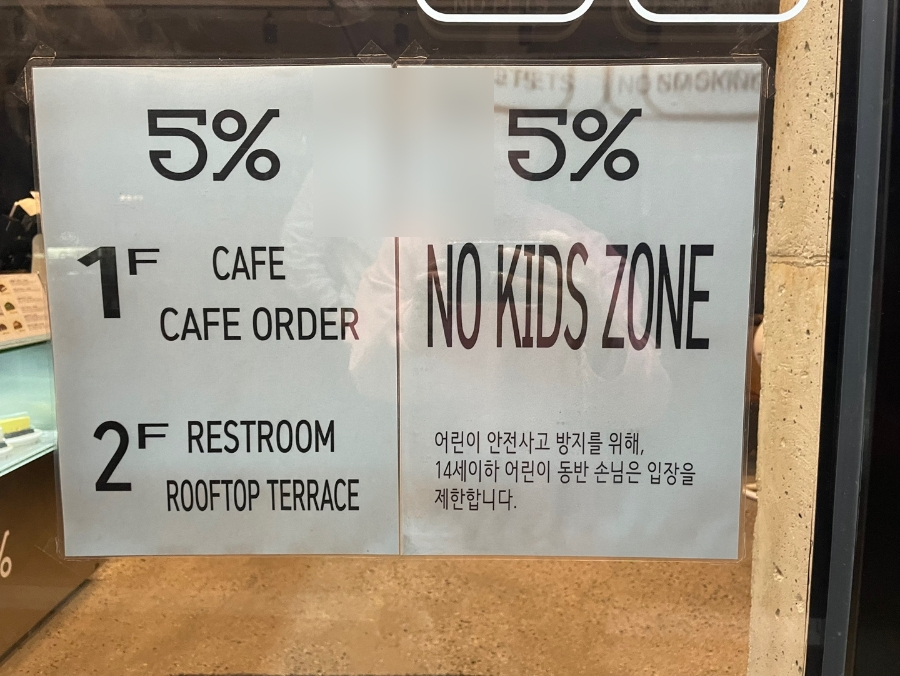 5%
1F CAFE
CAFE ORDER
2F RESTROOM
ROOFTOP TERRACE
5%
NO KIDS ZONE
어린이 안전사고 방지를 위해,
14세이하 어린이 동반 손님은 입장을
제한합니다.
NO SMOKING
%